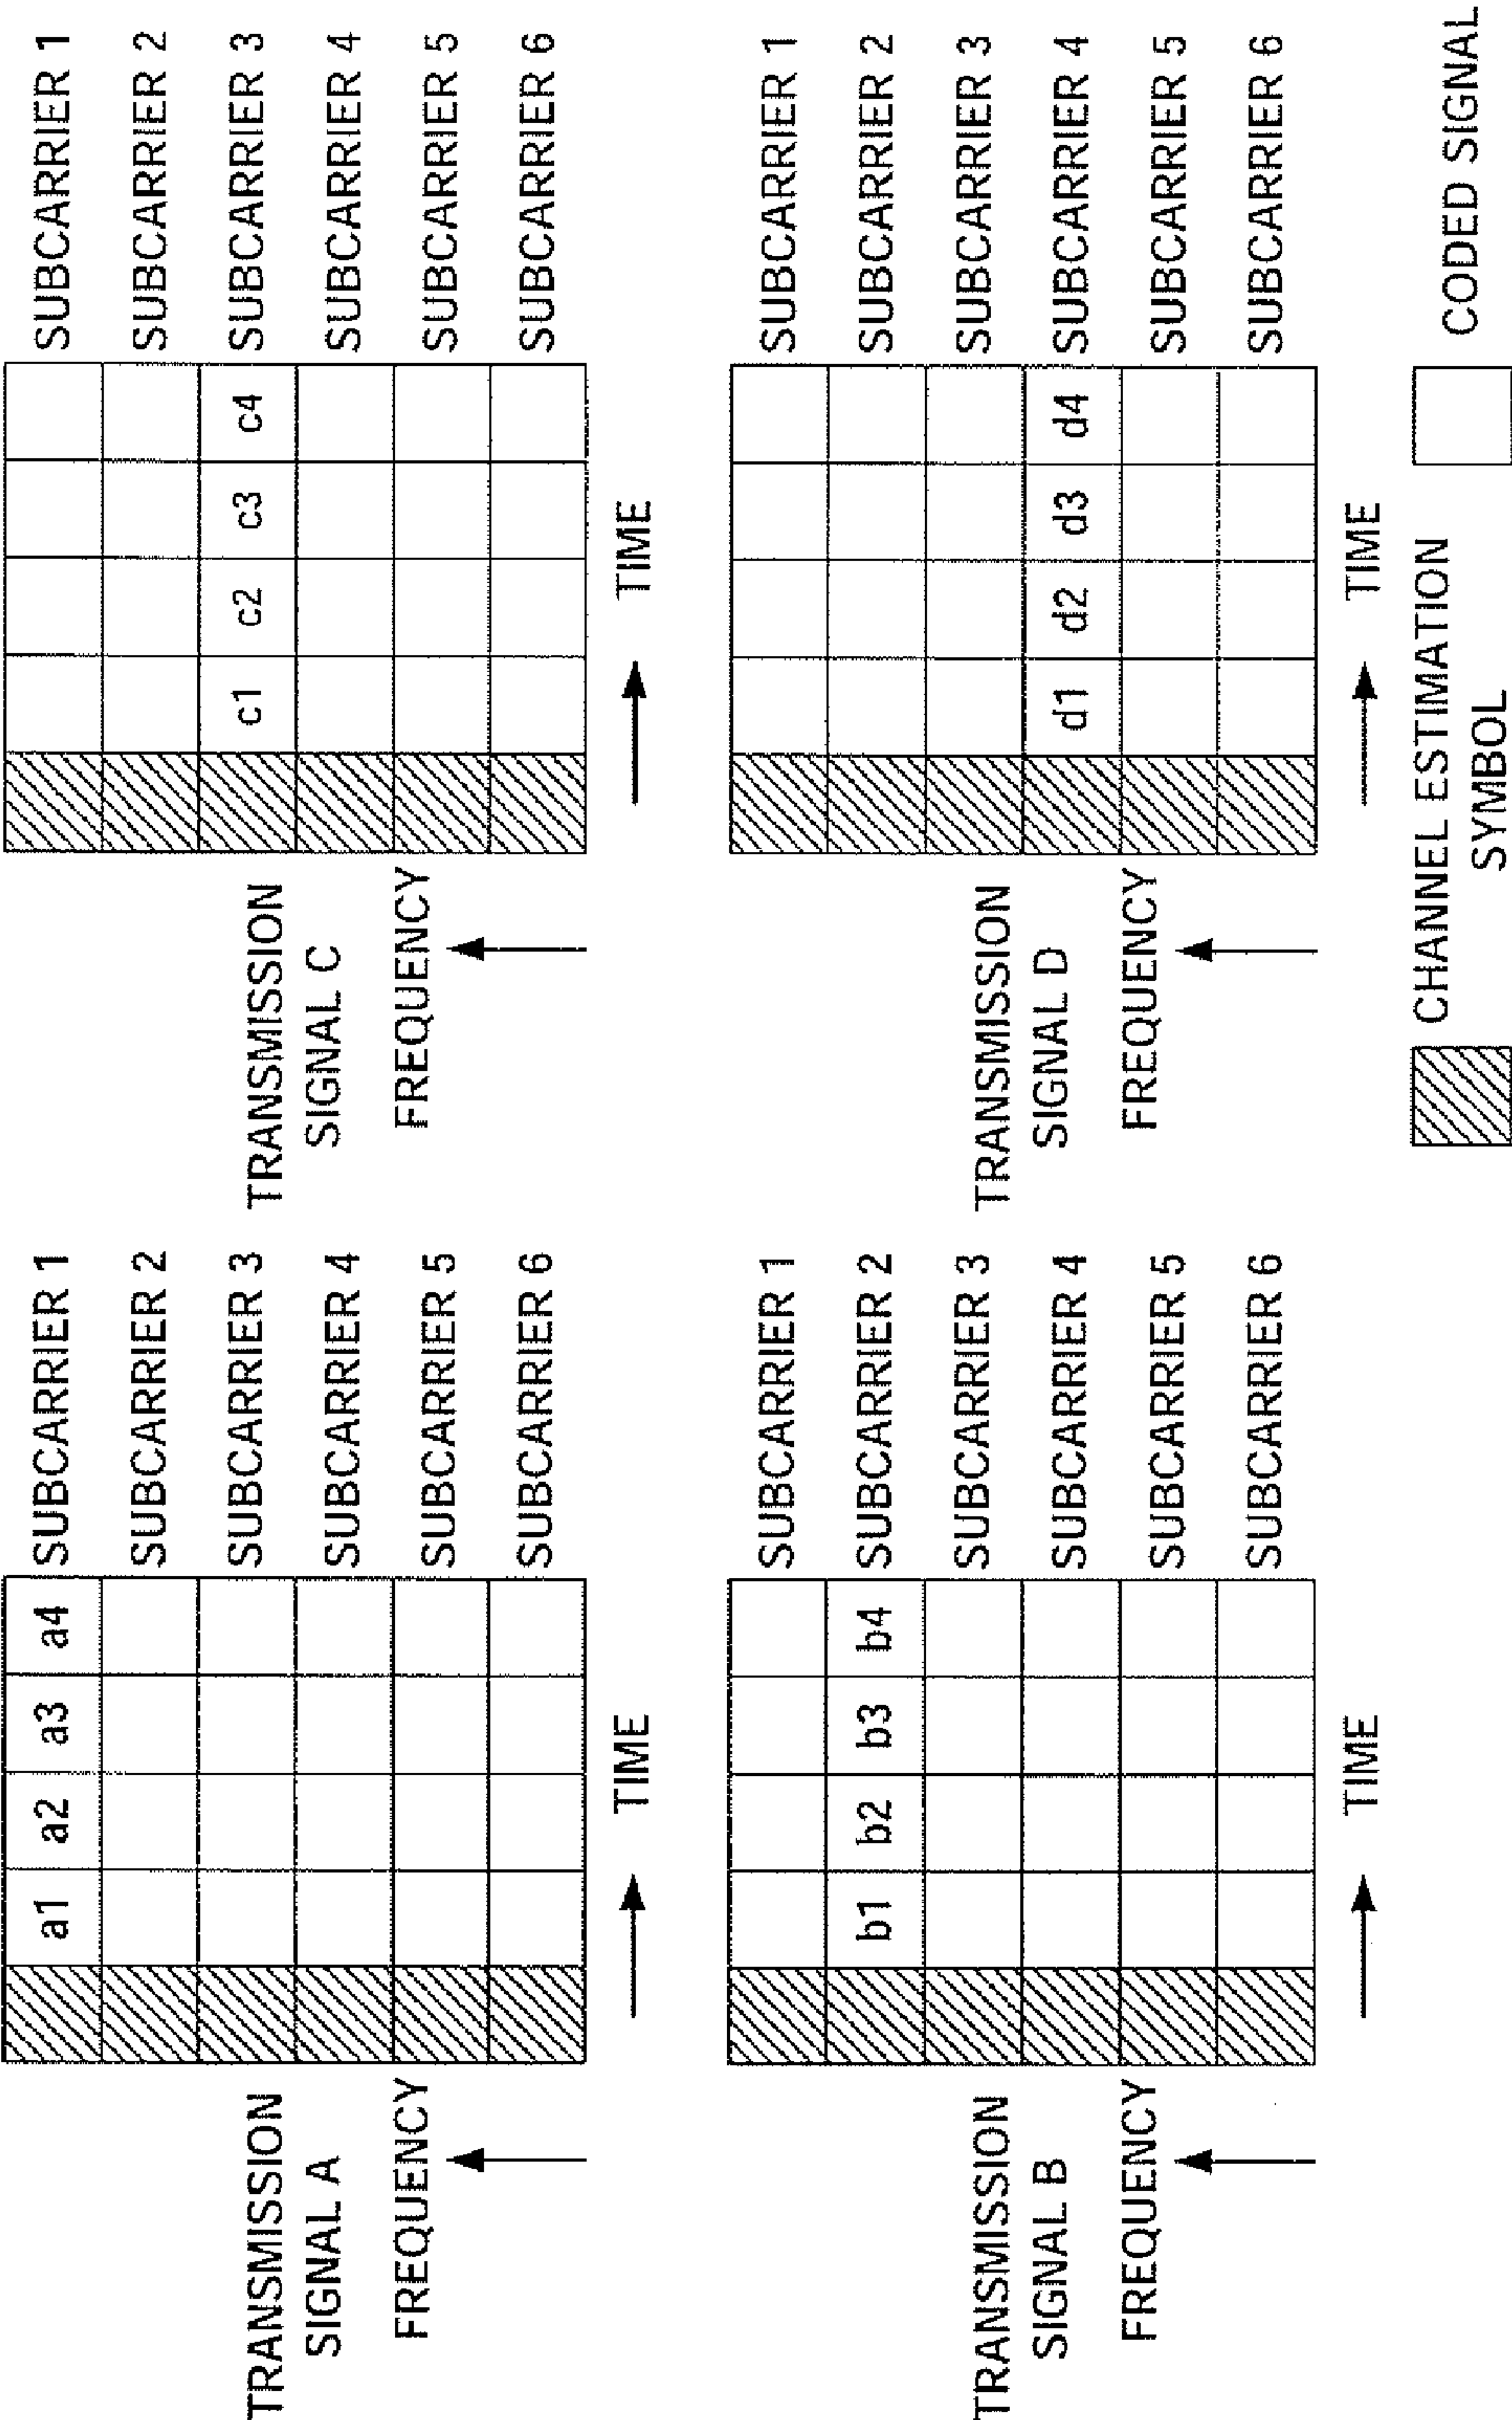 TRANSMISSION
SIGNAL A
FREQUENCY
a1 a2 a3 a4
SUBCARRIER 1
SUBCARRIER 2
SUBCARRIER 3
SUBCARRIER 4
SUBCARRIER 5
SUBCARRIER 6
TIME
TRANSMISSION
SIGNAL C
FREQUENCY
SUBCARRIER 1
SUBCARRIER 2
c1 c2 c3 c4
SUBCARRIER 3
SUBCARRIER 4
SUBCARRIER 5
SUBCARRIER 6
TIME
TRANSMISSION
SIGNAL B
FREQUENCY
SUBCARRIER 1
b1 b2 b3 b4
SUBCARRIER 2
SUBCARRIER 3
SUBCARRIER 4
SUBCARRIER 5
SUBCARRIER 6
TIME
TRANSMISSION
SIGNAL D
FREQUENCY
SUBCARRIER 1
SUBCARRIER 2
SUBCARRIER 3
d1 d2 d3 d4
SUBCARRIER 4
SUBCARRIER 5
SUBCARRIER 6
TIME
CHANNEL ESTIMATION
SYMBOL
CODED SIGNAL